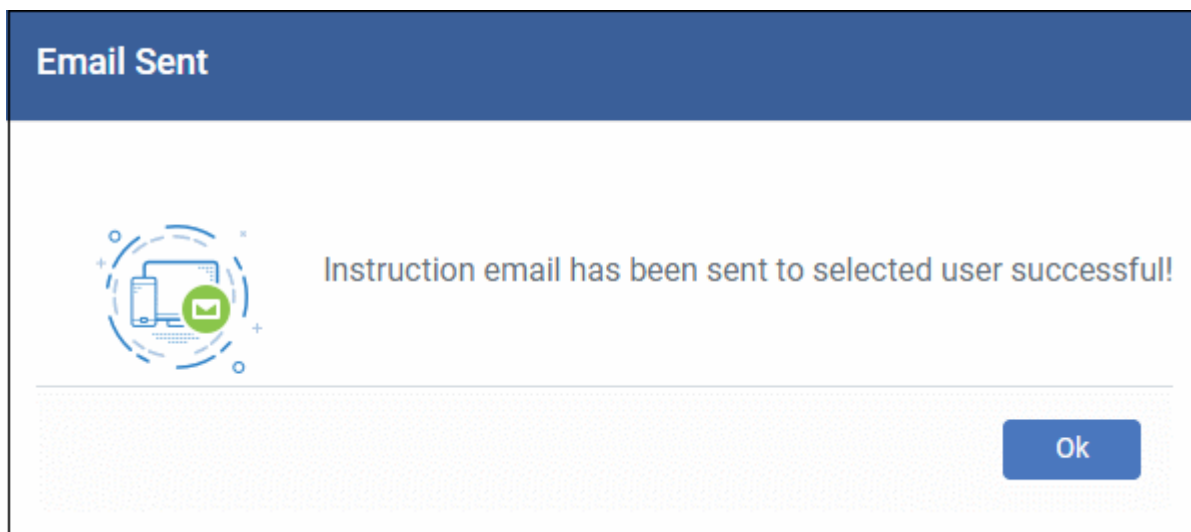 Email Sent
Instruction email has been sent to selected user successful!
Ok